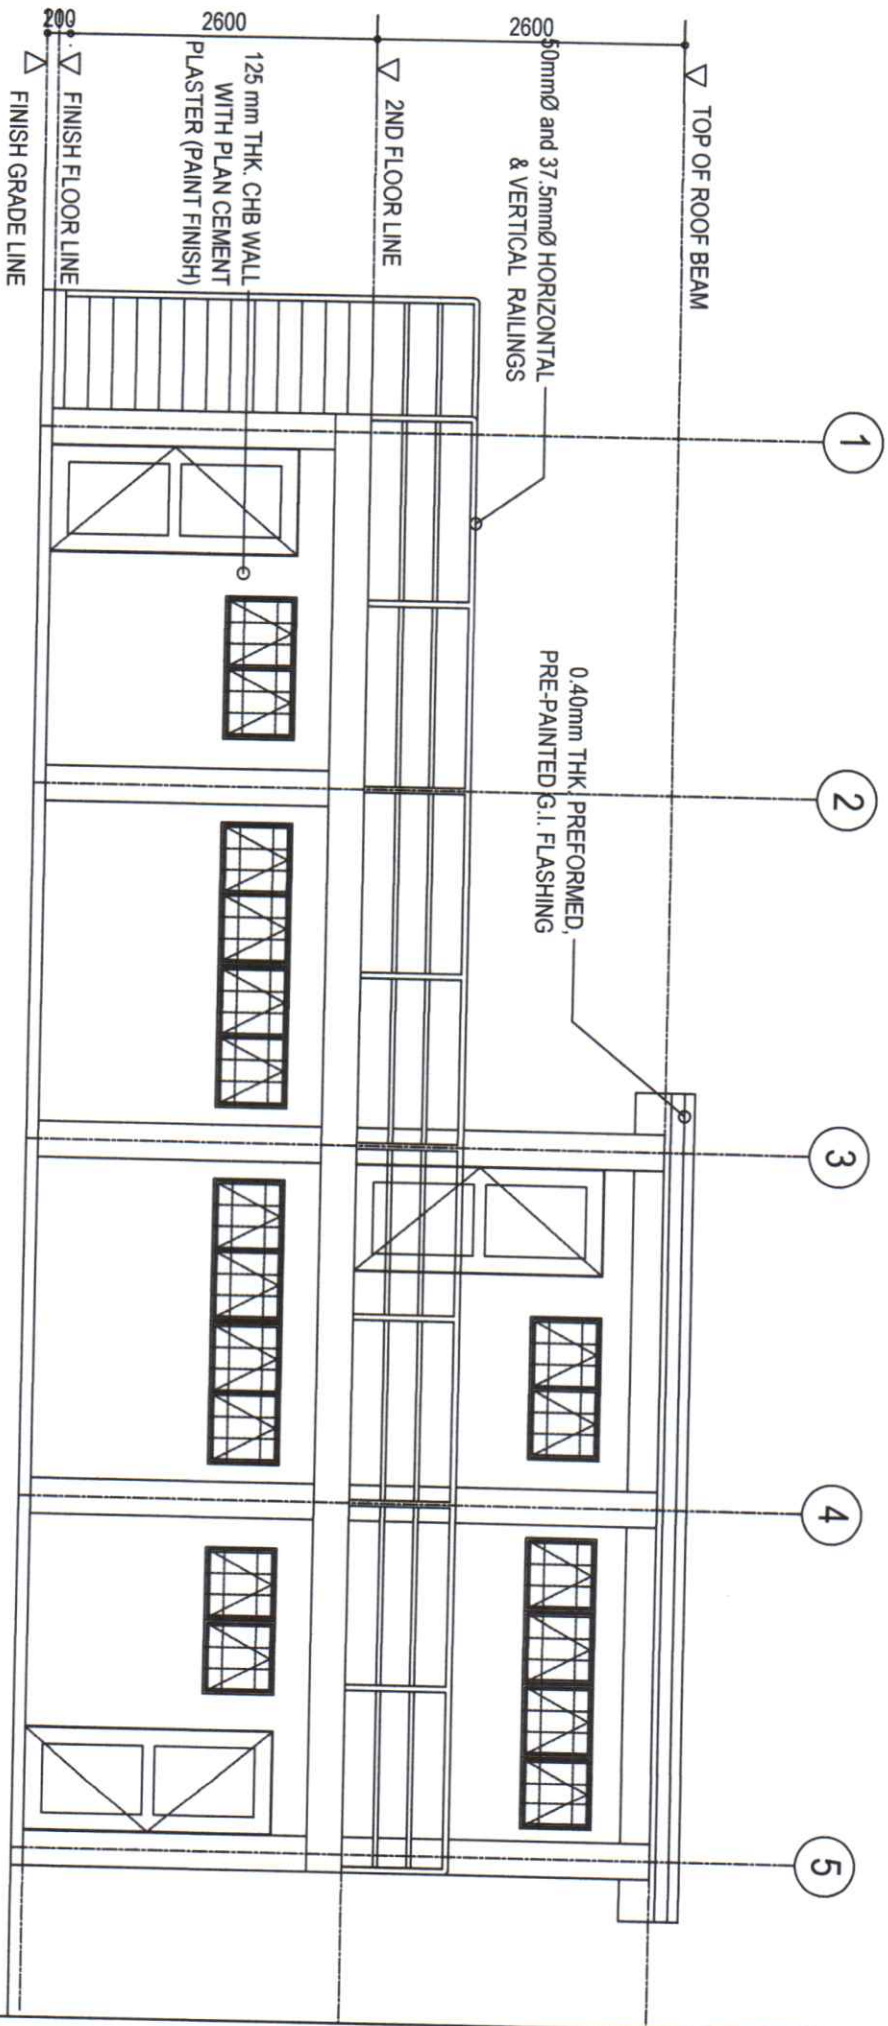 1
2
3
4
5
TOP OF ROOF BEAM
2600
50mmØ and 37.5mmØ HORIZONTAL
& VERTICAL RAILINGS
0.40mm THK. PREFORMED,
PRE-PAINTED G.I. FLASHING
2ND FLOOR LINE
2600
125 mm THK. CHB WALL
WITH PLAN CEMENT
PLASTER (PAINT FINISH)
FINISH FLOOR LINE
FINISH GRADE LINE